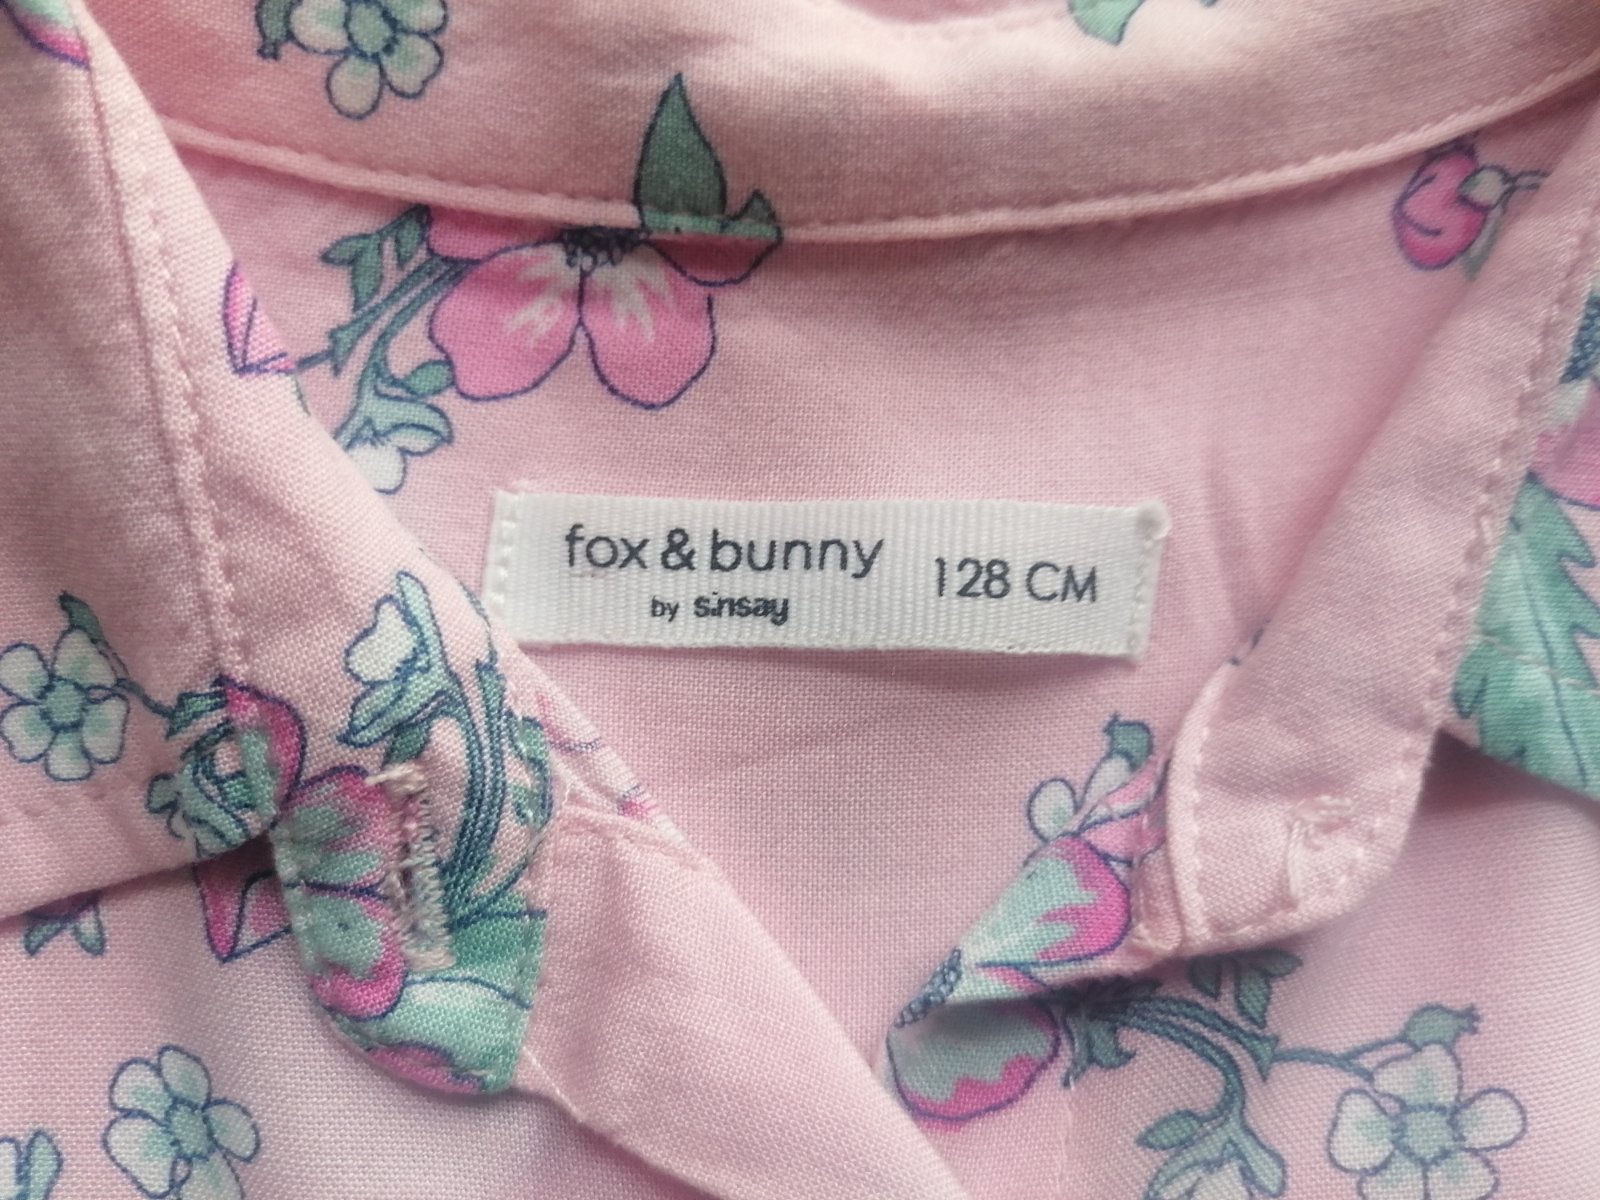 fox & bunny
by sinsay
128 CM